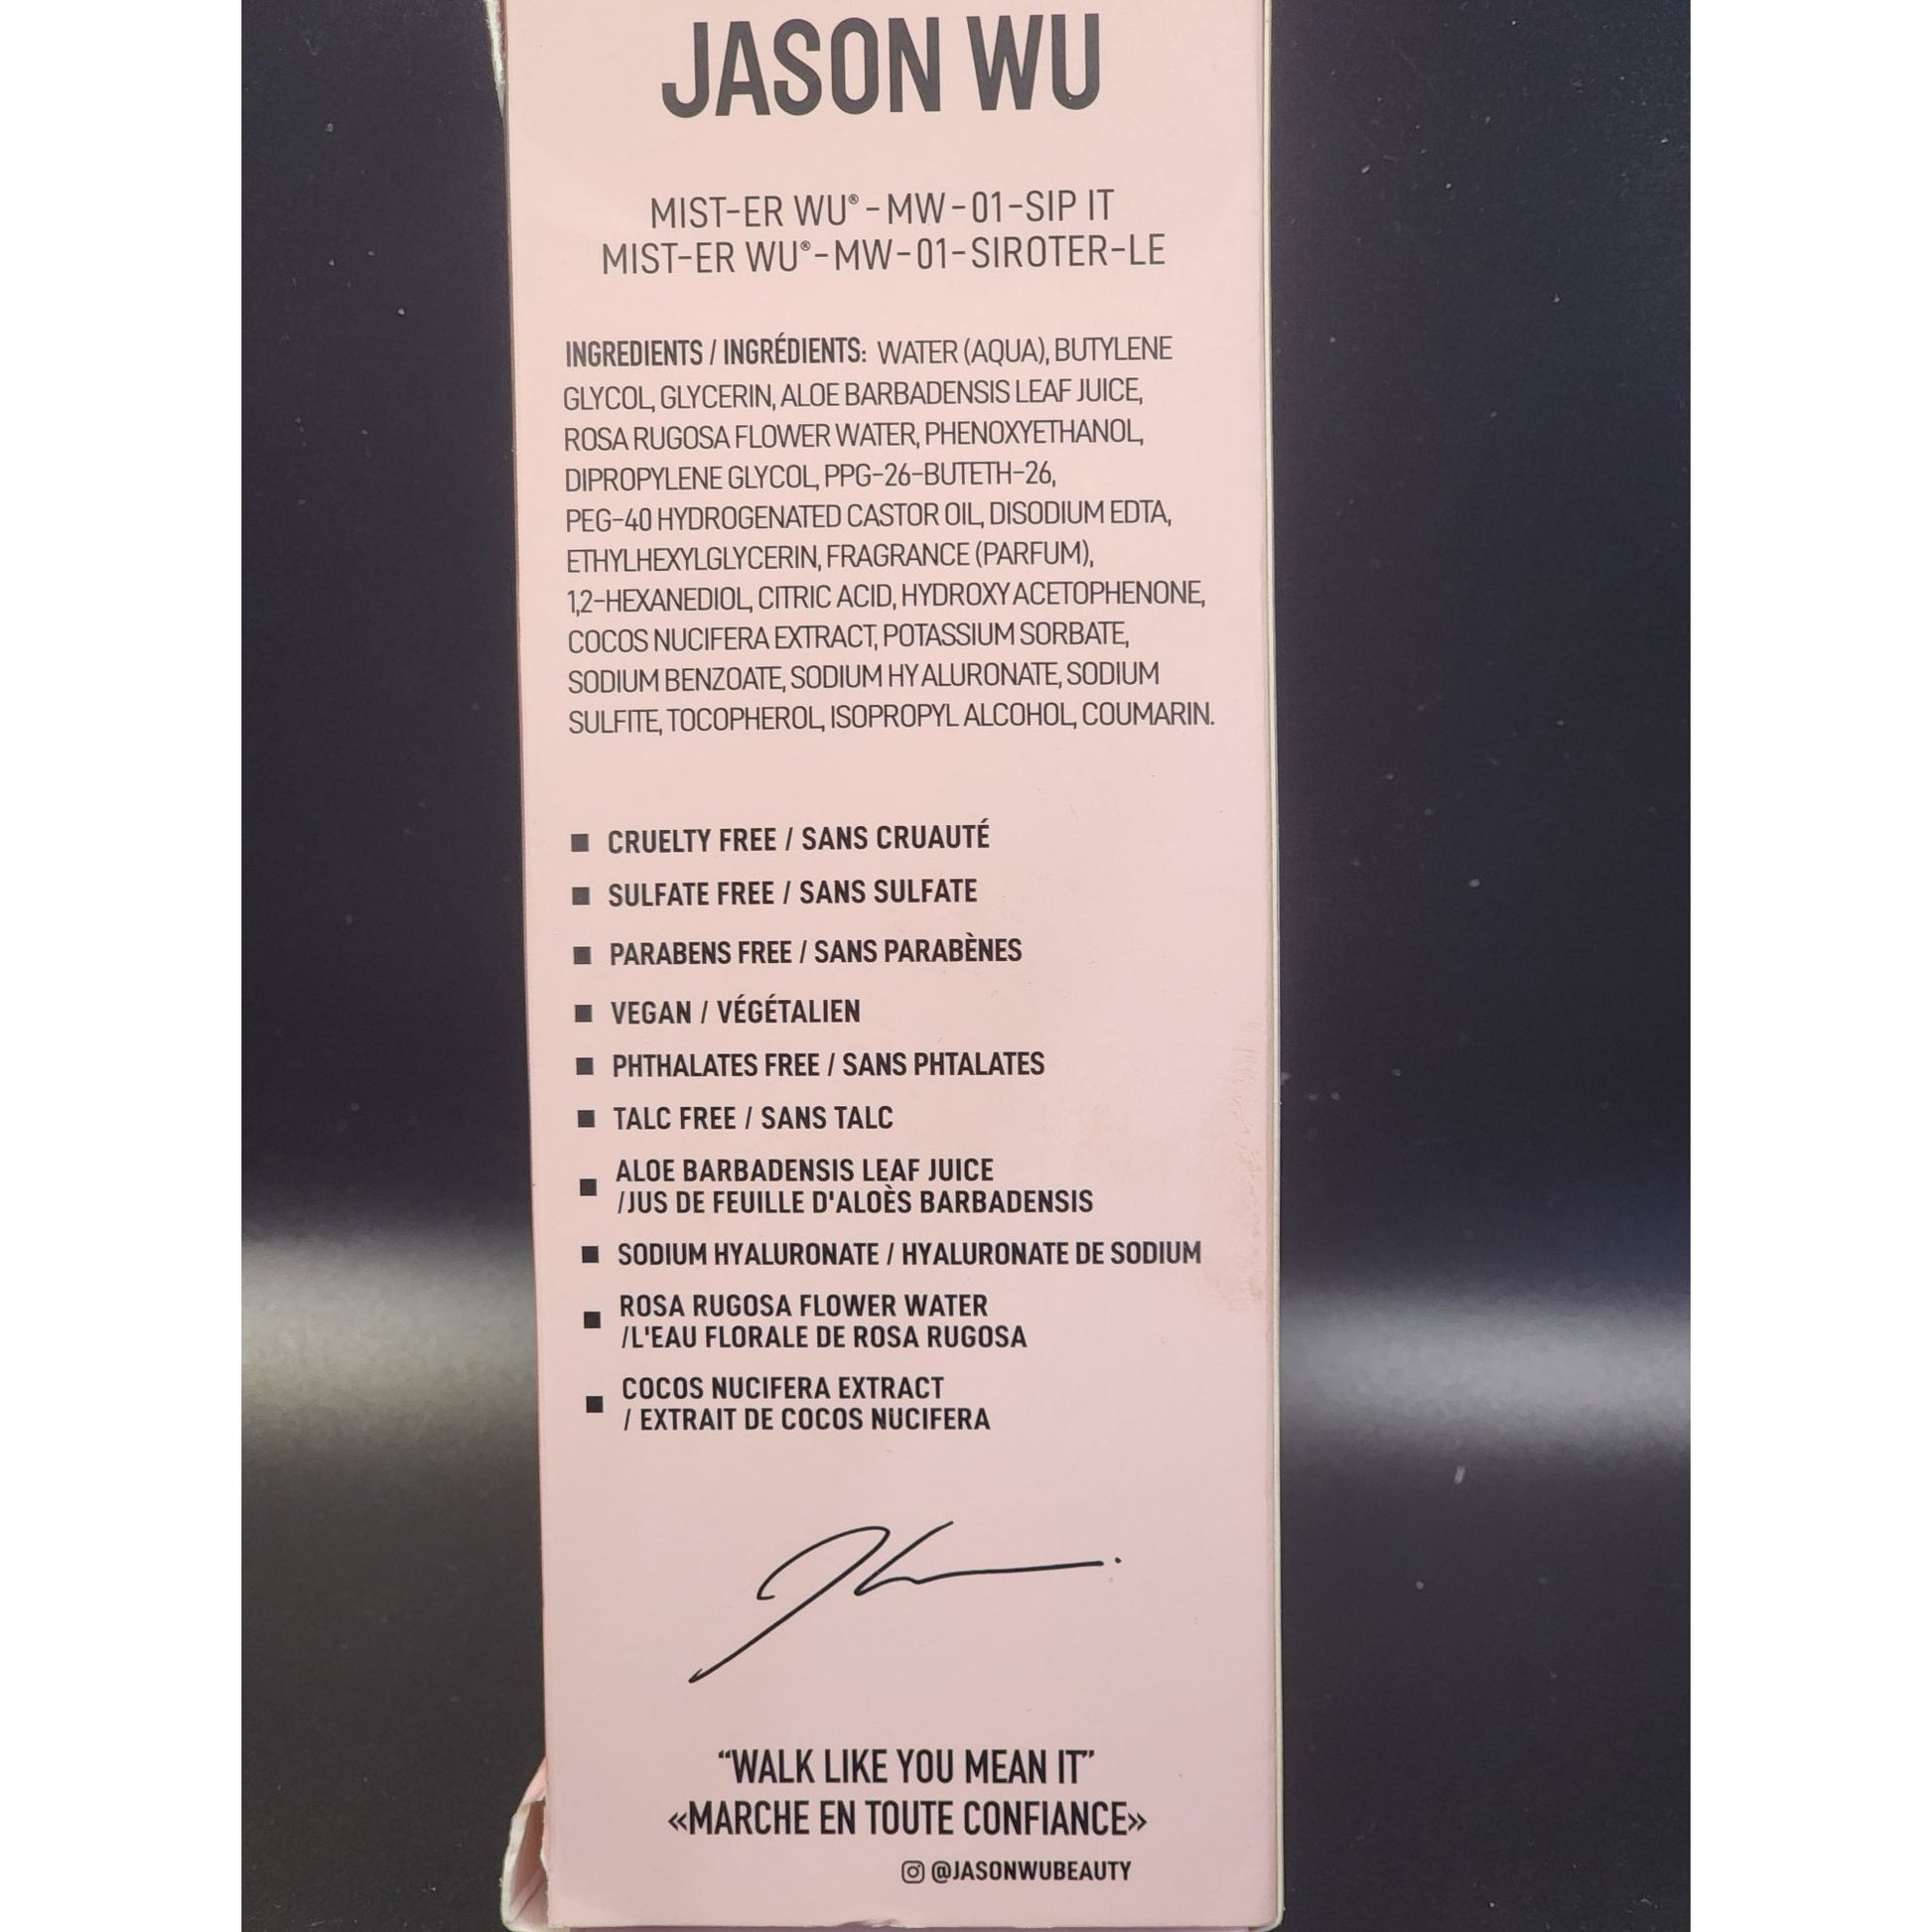 JASON WU
MIST-ER WU®-MW-01-SIP IT
MIST-ER WU®-MW-01-SIROTER-LE
INGREDIENTS / INGRÉDIENTS: WATER (AQUA), BUTYLENE
GLYCOL, GLYCERIN, ALOE BARBADENSIS LEAF JUICE,
ROSA RUGOSA FLOWER WATER, PHENOXYETHANOL,
DIPROPYLENE GLYCOL, PPG-26-BUTETH-26,
PEG-40 HYDROGENATED CASTOR OIL, DISODIUM EDTA,
ETHYLHEXYLGLYCERIN, FRAGRANCE (PARFUM),
1,2-HEXANEDIOL, CITRIC ACID, HYDROXYACETOPHENONE,
COCOS NUCIFERA EXTRACT, POTASSIUM SORBATE,
SODIUM BENZOATE, SODIUM HYALURONATE, SODIUM
SULFITE, TOCOPHEROL, ISOPROPYL ALCOHOL, COUMARIN.
CRUELTY FREE / SANS CRUAUTÉ
SULFATE FREE / SANS SULFATE
PARABENS FREE / SANS PARABÈNES
VEGAN / VÉGÉTALIEN
PHTHALATES FREE / SANS PHTALATES
TALC FREE / SANS TALC
ALOE BARBADENSIS LEAF JUICE
/JUS DE FEUILLE D'ALOÈS BARBADENSIS
SODIUM HYALURONATE / HYALURONATE DE SODIUM
ROSA RUGOSA FLOWER WATER
/L'EAU FLORALE DE ROSA RUGOSA
COCOS NUCIFERA EXTRACT
/ EXTRAIT DE COCOS NUCIFERA
“WALK LIKE YOU MEAN IT”
«MARCHE EN TOUTE CONFIANCE»
@JASONWUBEAUTY